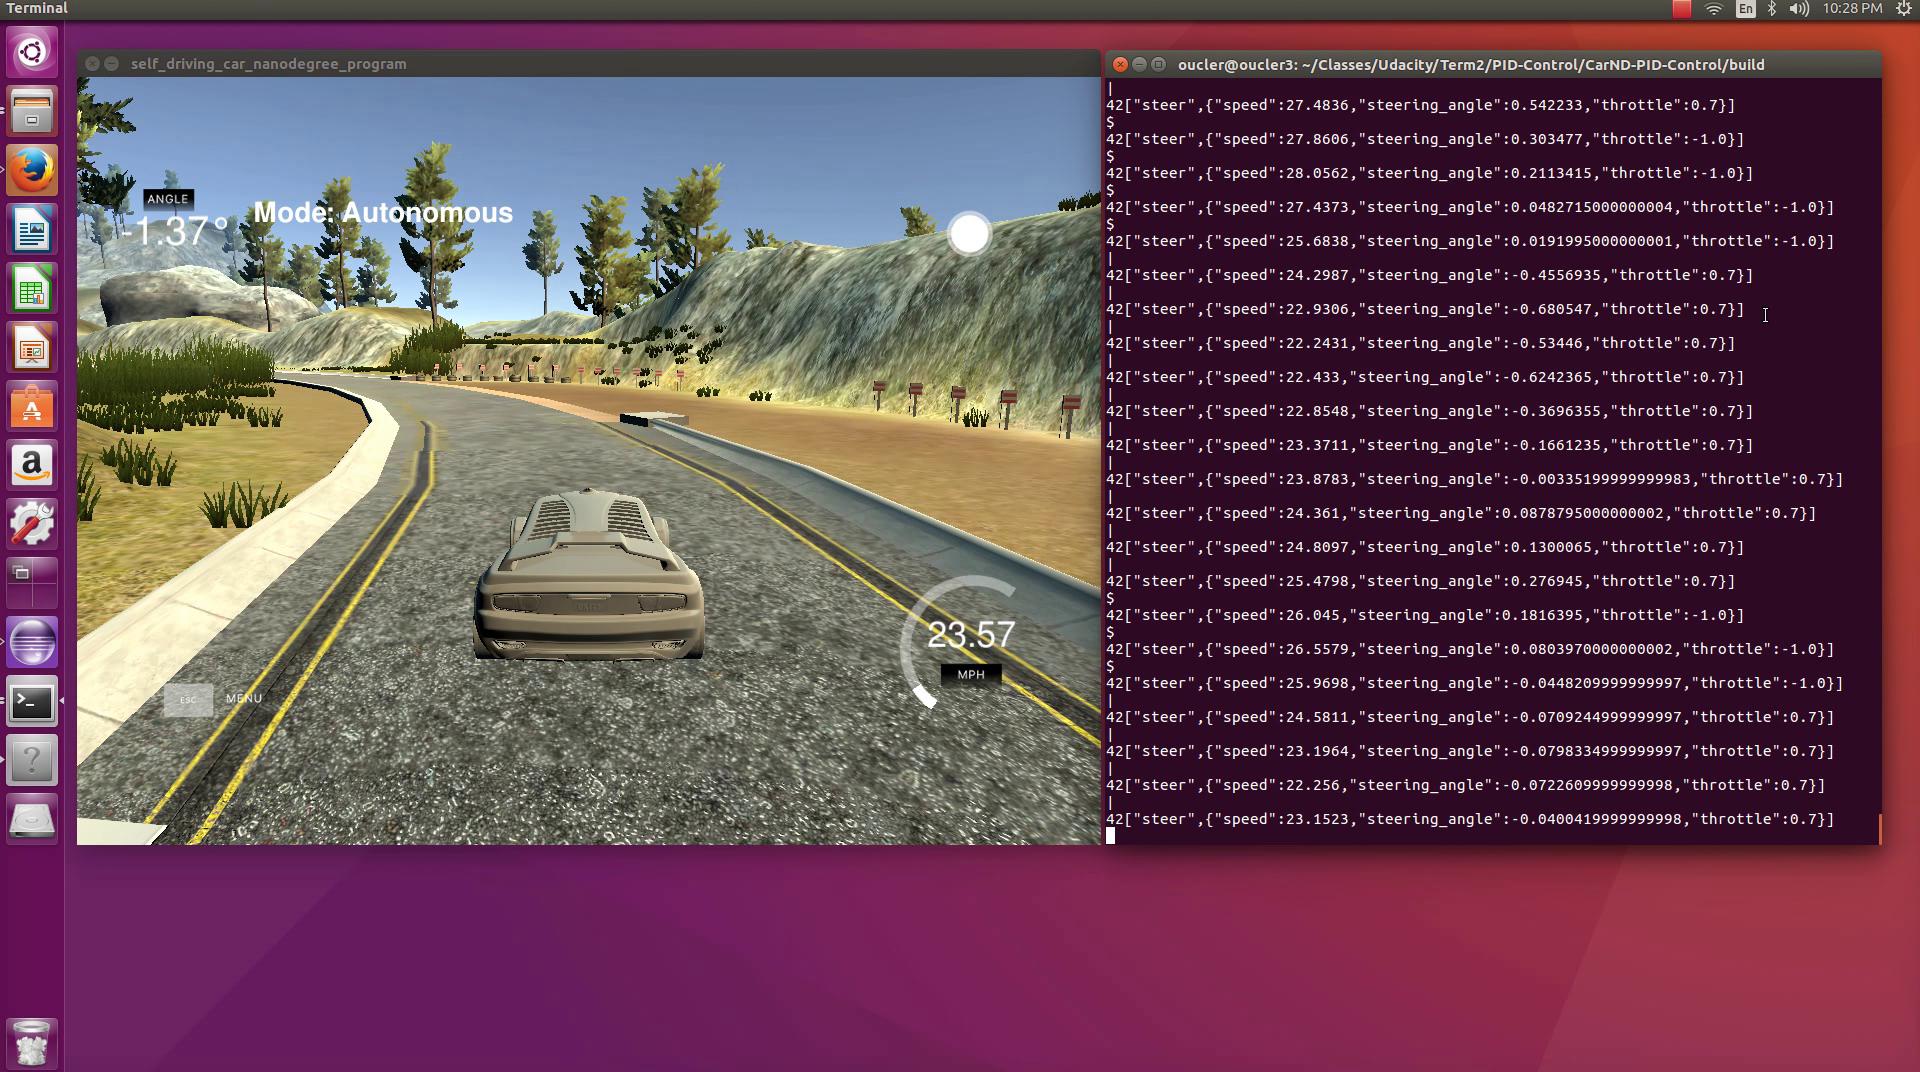 Terminal
En
10:28 PM
self_driving_car_nanodegree_program
ANGLE
-1.37°
Mode: Autonomous
23.57
MPH
ESC
MENU
a
oucler@oucler3: ~/Classes/Udacity/Term2/PID-Control/CarND-PID-Control/build
|
42["steer",{"speed":27.4836,"steering_angle":0.542233,"throttle":0.7}]
$
42["steer",{"speed":27.8606,"steering_angle":0.303477,"throttle":-1.0}]
$
42["steer",{"speed":28.0562,"steering_angle":0.2113415,"throttle":-1.0}]
$
42["steer",{"speed":27.4373,"steering_angle":0.0482715000000004,"throttle":-1.0}]
$
42["steer",{"speed":25.6838,"steering_angle":0.0191995000000001,"throttle":-1.0}]
|
42["steer",{"speed":24.2987,"steering_angle":-0.4556935,"throttle":0.7}]
|
42["steer",{"speed":22.9306,"steering_angle":-0.680547,"throttle":0.7}]
|
42["steer",{"speed":22.2431,"steering_angle":-0.53446,"throttle":0.7}]
|
42["steer",{"speed":22.433,"steering_angle":-0.6242365,"throttle":0.7}]
|
42["steer",{"speed":22.8548,"steering_angle":-0.3696355,"throttle":0.7}]
|
42["steer",{"speed":23.3711,"steering_angle":-0.1661235,"throttle":0.7}]
|
42["steer",{"speed":23.8783,"steering_angle":-0.00335199999999983,"throttle":0.7}]
|
42["steer",{"speed":24.361,"steering_angle":0.0878795000000002,"throttle":0.7}]
|
42["steer",{"speed":24.8097,"steering_angle":0.1300065,"throttle":0.7}]
|
42["steer",{"speed":25.4798,"steering_angle":0.276945,"throttle":0.7}]
$
42["steer",{"speed":26.045,"steering_angle":0.1816395,"throttle":-1.0}]
$
42["steer",{"speed":26.5579,"steering_angle":0.0803970000000002,"throttle":-1.0}]
$
42["steer",{"speed":25.9698,"steering_angle":-0.0448209999999997,"throttle":-1.0}]
|
42["steer",{"speed":24.5811,"steering_angle":-0.0709244999999997,"throttle":0.7}]
|
42["steer",{"speed":23.1964,"steering_angle":-0.0798334999999997,"throttle":0.7}]
|
42["steer",{"speed":22.256,"steering_angle":-0.0722609999999998,"throttle":0.7}]
|
42["steer",{"speed":23.1523,"steering_angle":-0.0400419999999998,"throttle":0.7}]